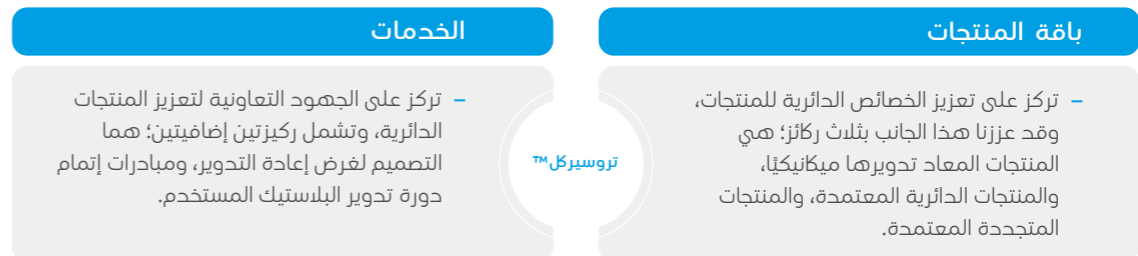 باقة المنتجات
– تركز على تعزيز الخصائص الدائرية للمنتجات،
وقد عززنا هذا الجانب بثلاث ركائز؛ هي
المنتجات المعاد تدويرها ميكانيكيًا،
والمنتجات الدائرية المعتمدة، والمنتجات
المتجددة المعتمدة.
تروسيركل™
الخدمات
– تركز على الجهود التعاونية لتعزيز المنتجات
الدائرية، وتشمل ركيزتين إضافيتين؛ هما
التصميم لغرض إعادة التدوير، ومبادرات إتمام
دورة تدوير البلاستيك المستخدم.